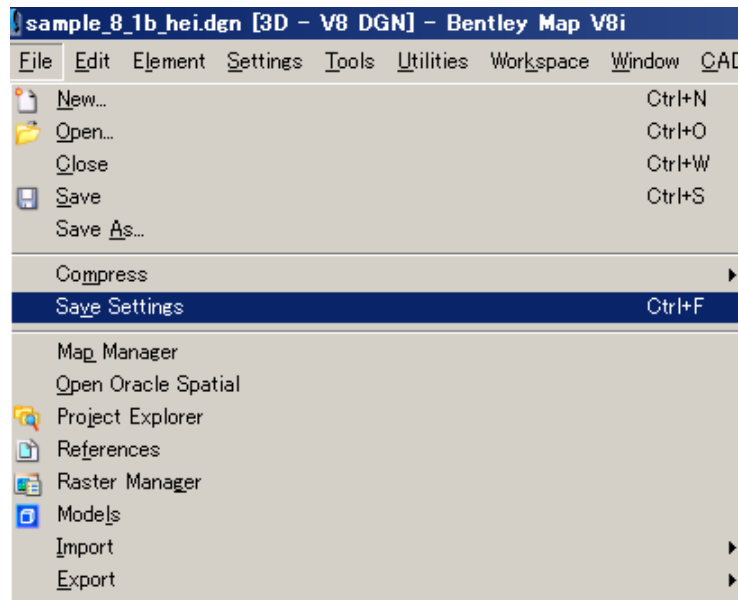 sample_8_1b_hei.dgn [3D - V8 DGN] - Bentley Map V8i
File Edit Element Settings Tools Utilities Workspace Window CAD
New... Ctrl+N
Open... Ctrl+O
Close Ctrl+W
Save Ctrl+S
Save As...
Compress
Save Settings Ctrl+F
Map Manager
Open Oracle Spatial
Project Explorer
References
Raster Manager
Models
Import
Export